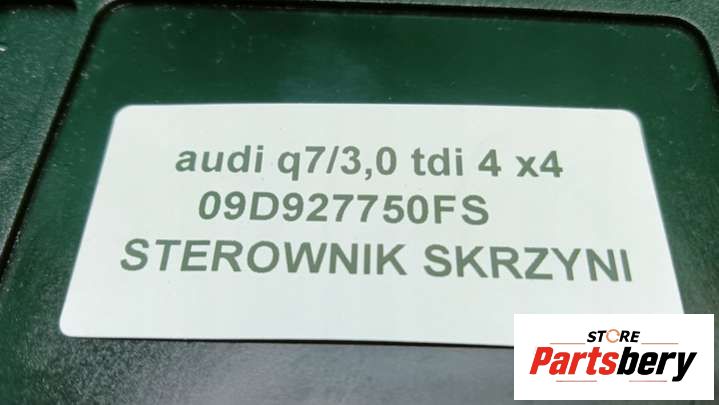 audi q7/3,0 tdi 4 x4
09D927750FS
STEROWNIK SKRZYNI
STORE
Partsbery